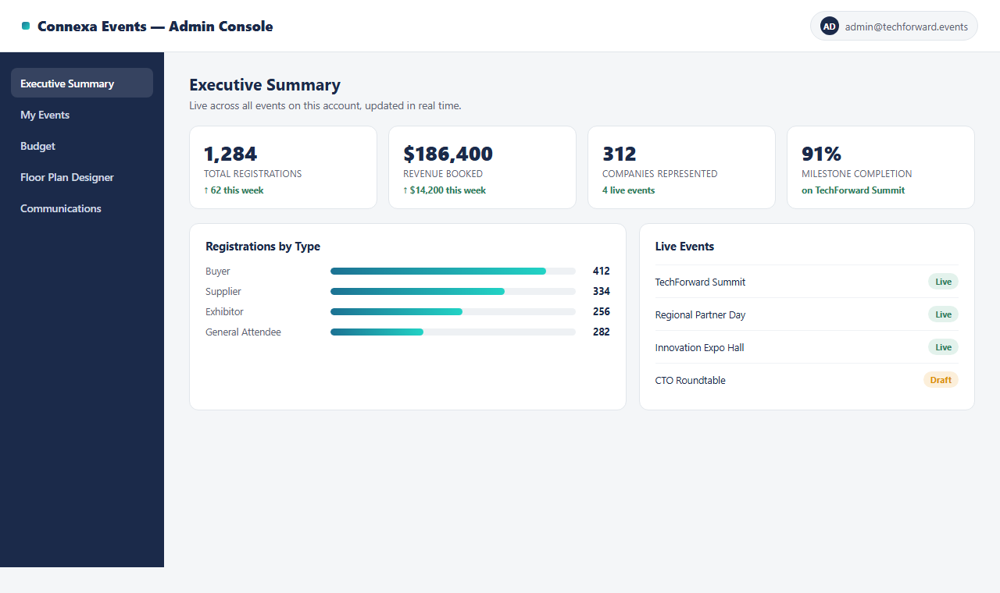 Connexa Events — Admin Console
AD admin@techforward.events
Executive Summary
My Events
Budget
Floor Plan Designer
Communications
Executive Summary
Live across all events on this account, updated in real time.
1,284
TOTAL REGISTRATIONS
↑ 62 this week
$186,400
REVENUE BOOKED
↑ $14,200 this week
312
COMPANIES REPRESENTED
4 live events
91%
MILESTONE COMPLETION
on TechForward Summit
Registrations by Type
Buyer 412
Supplier 334
Exhibitor 256
General Attendee 282
Live Events
TechForward Summit Live
Regional Partner Day Live
Innovation Expo Hall Live
CTO Roundtable Draft